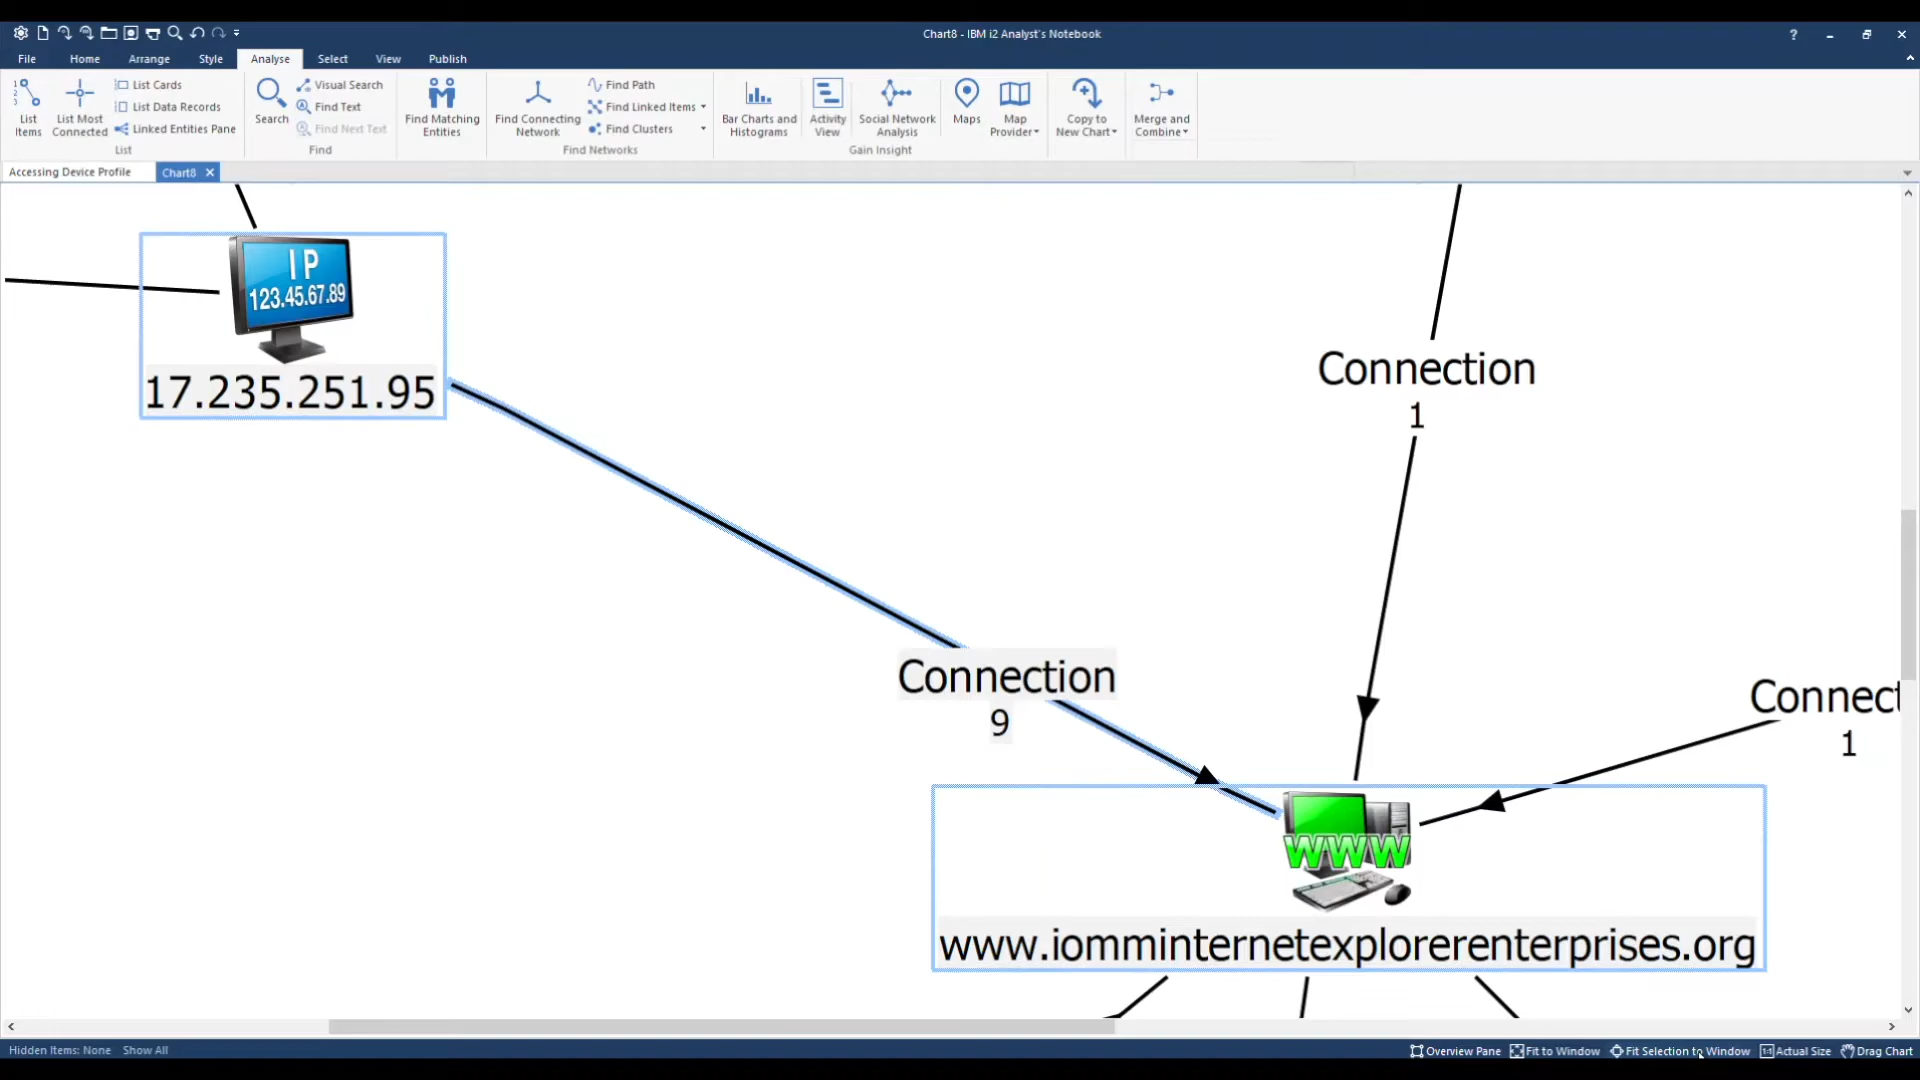 Chart8 - IBM i2 Analyst's Notebook
?
File Home Arrange Style Analyse Select View Publish
List Items
List Most Connected
List Cards
List Data Records
Linked Entities Pane
List
Search
Visual Search
Find Text
Find Next Text
Find
Find Matching Entities
Find Connecting Network
Find Path
Find Linked Items
Find Clusters
Find Networks
Bar Charts and Histograms
Activity View
Social Network Analysis
Maps
Map Provider
Gain Insight
Copy to New Chart
Merge and Combine
Accessing Device Profile Chart8
IP
123.45.67.89
17.235.251.95
Connection
1
Connection
9
Connect
1
WWW
www.iomminternetexplorerenterprises.org
Hidden Items: None Show All Overview Pane Fit to Window Fit Selection to Window 1:1 Actual Size Drag Chart